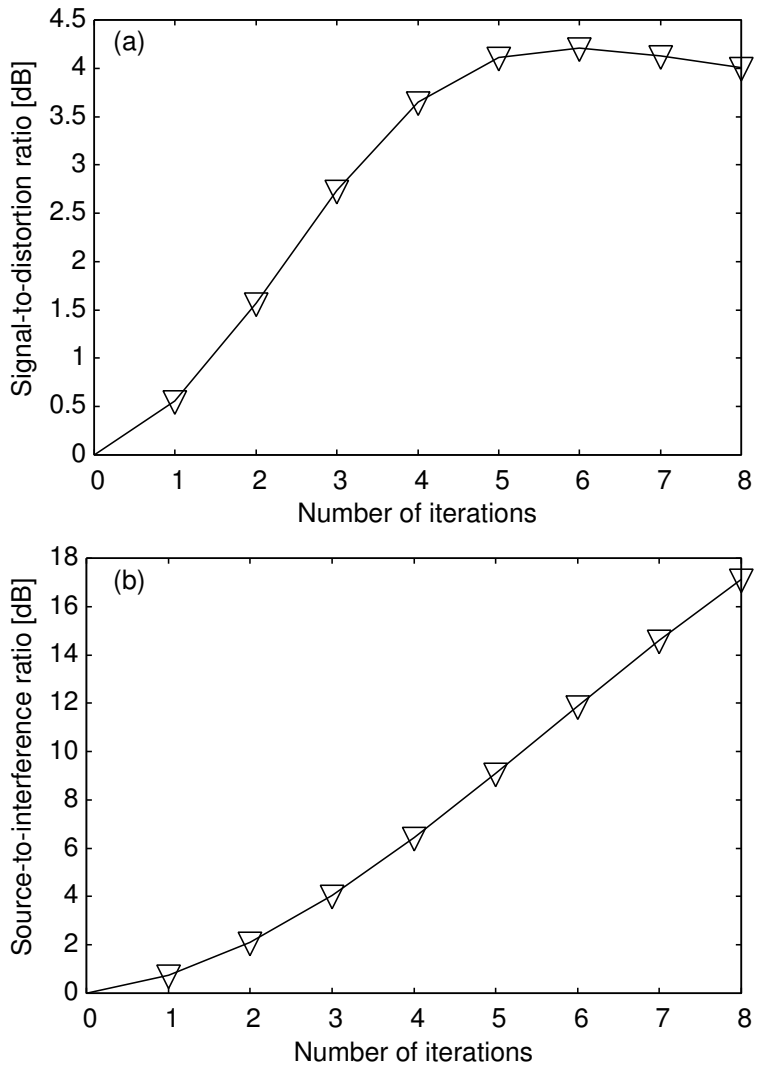 4.5
4
3.5
3
2.5
2
1.5
1
0.5
0
Signal-to-distortion ratio [dB]
(a)
0 1 2 3 4 5 6 7 8
Number of iterations
18
16
14
12
10
8
6
4
2
0
Source-to-interference ratio [dB]
(b)
0 1 2 3 4 5 6 7 8
Number of iterations